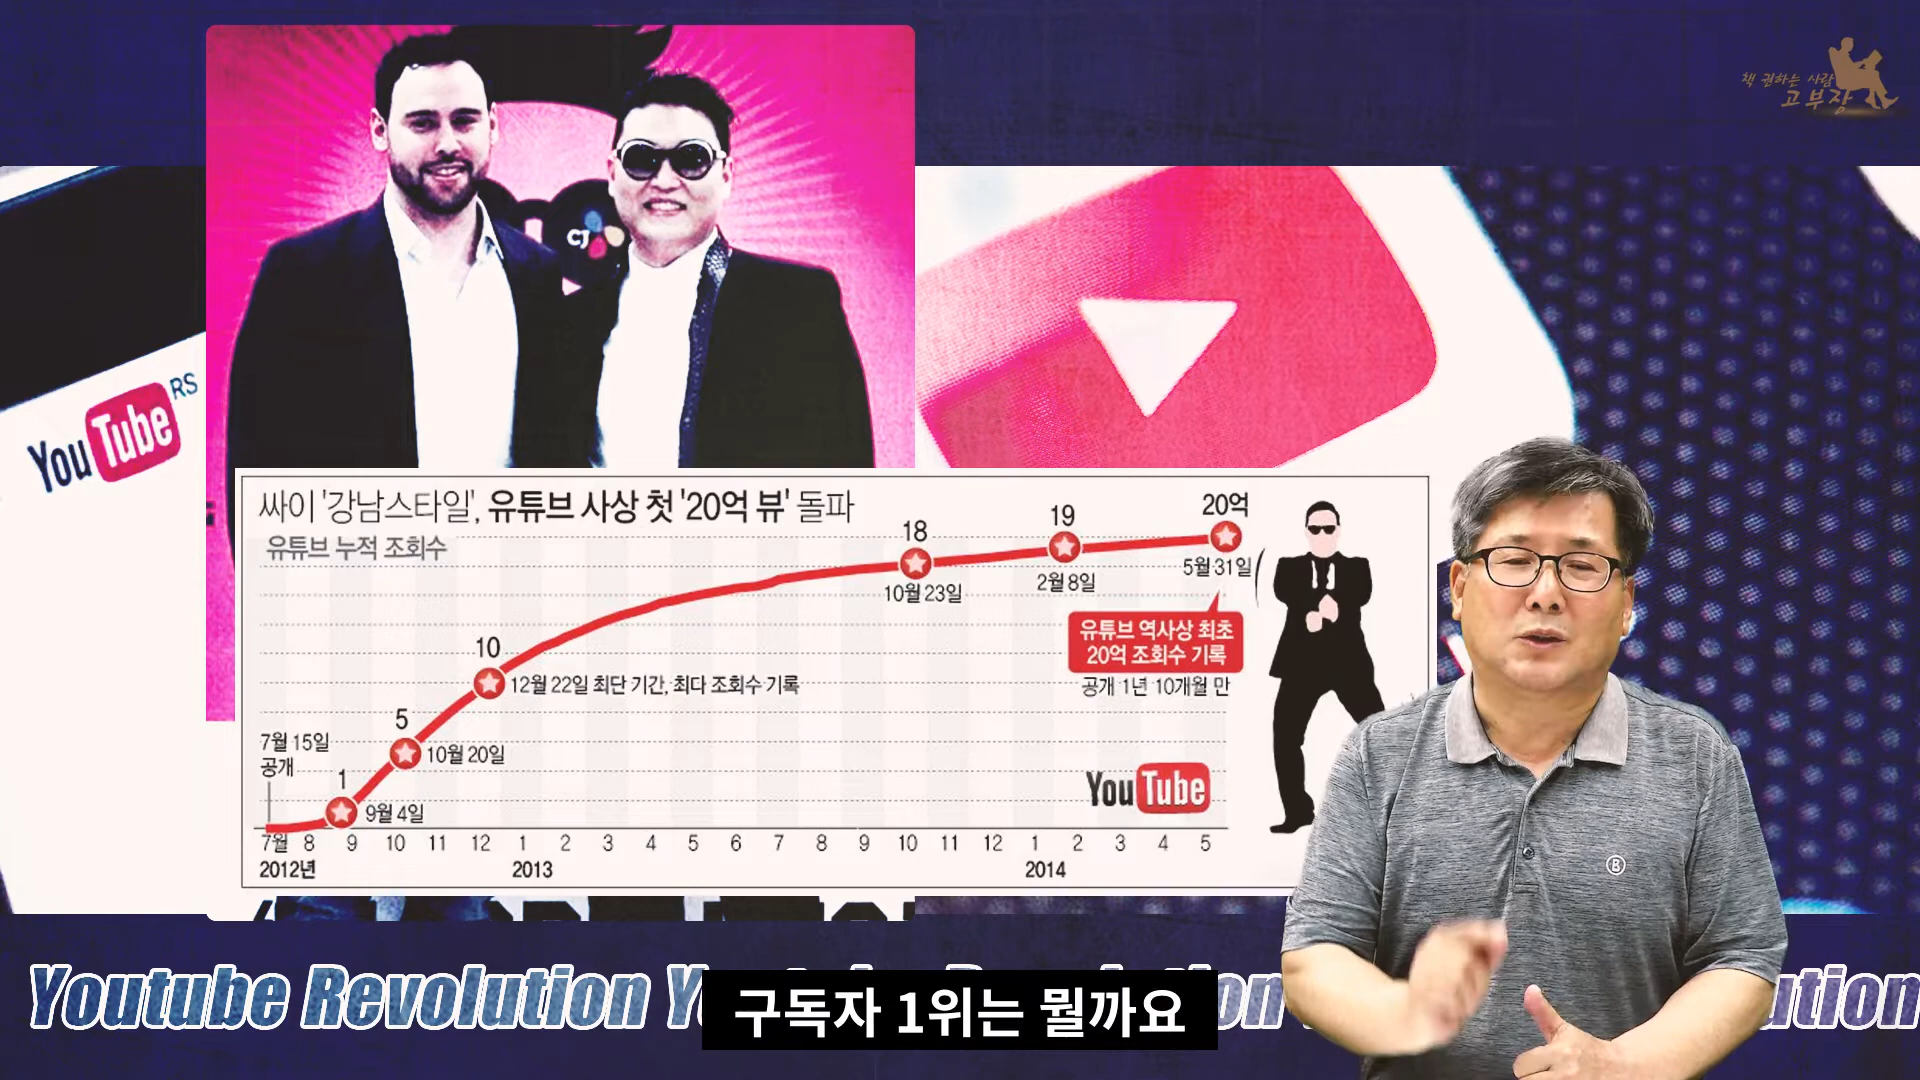 책 권하는 사람
고부장
CJ
YouTube RS
싸이 '강남스타일', 유튜브 사상 첫 '20억 뷰' 돌파
유튜브 누적 조회수
18
19
20억
10월 23일
2월 8일
5월 31일
유튜브 역사상 최초
20억 조회수 기록
공개 1년 10개월 만
10
12월 22일 최단 기간, 최다 조회수 기록
5
10월 20일
7월 15일
공개
1
9월 4일
YouTube
7월 8 9 10 11 12 1 2 3 4 5 6 7 8 9 10 11 12 1 2 3 4 5
2012년 2013 2014
B
Youtube Revolution
구독자 1위는 뭘까요